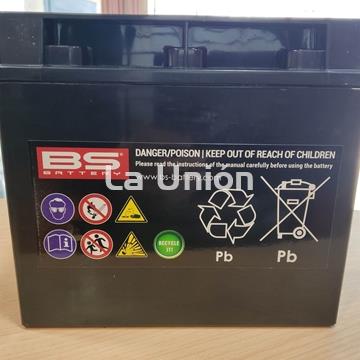 BS
BATTERY
DANGER/POISON | KEEP OUT OF REACH OF CHILDREN
Please read the instructions of the manual carefully before using the battery
www.bs-battery.com
La Union
RECYCLE
IT!
Pb
Pb